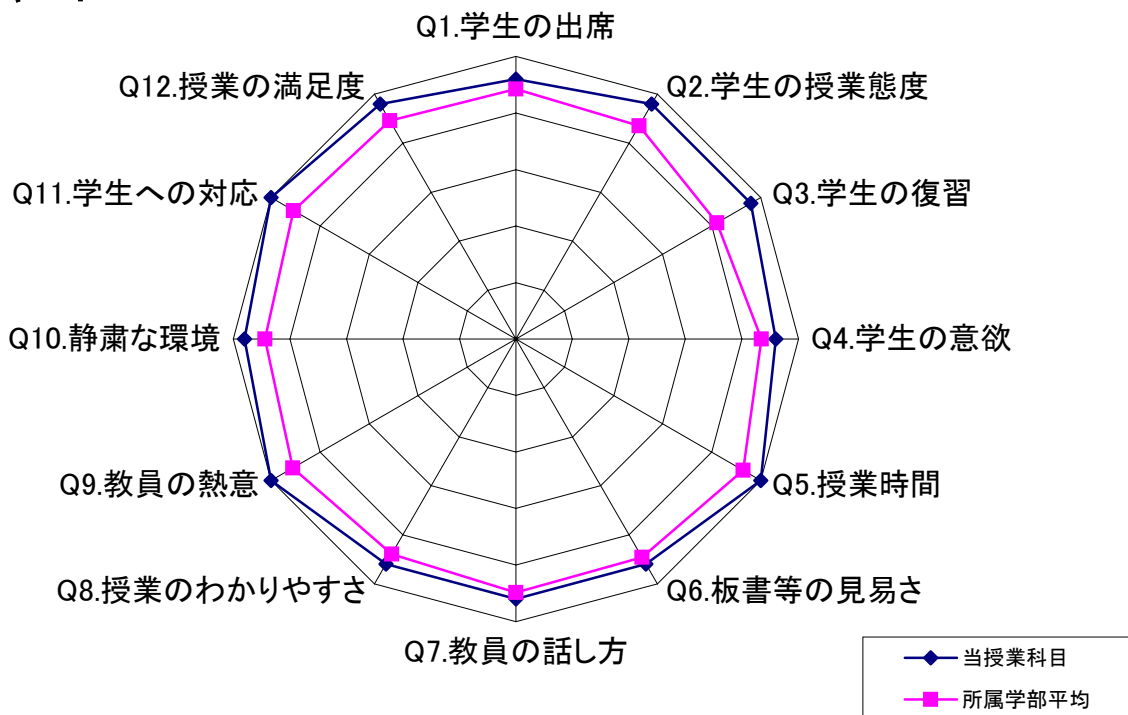 Q1.学生の出席
Q2.学生の授業態度
Q3.学生の復習
Q4.学生の意欲
Q5.授業時間
Q6.板書等の見易さ
Q7.教員の話し方
Q8.授業のわかりやすさ
Q9.教員の熱意
Q10.静粛な環境
Q11.学生への対応
Q12.授業の満足度
当授業科目
所属学部平均